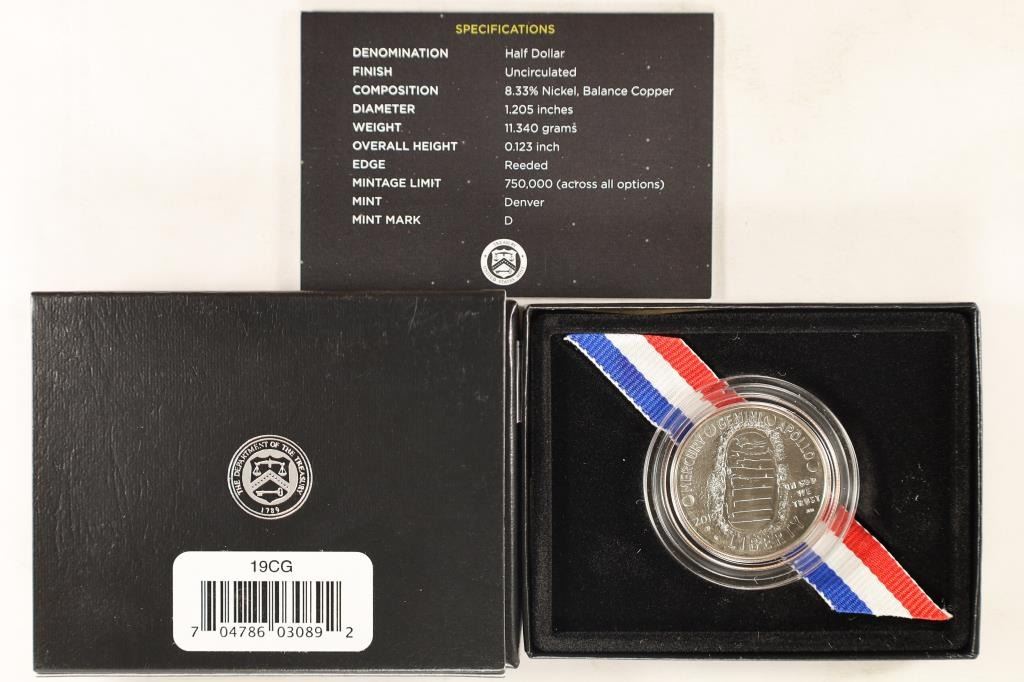 SPECIFICATIONS
DENOMINATION Half Dollar
FINISH Uncirculated
COMPOSITION 8.33% Nickel, Balance Copper
DIAMETER 1.205 inches
WEIGHT 11.340 grams
OVERALL HEIGHT 0.123 inch
EDGE Reeded
MINTAGE LIMIT 750,000 (across all options)
MINT Denver
MINT MARK D
THE DEPARTMENT OF THE TREASURY
1789
19CG
7 04786 03089 2
MERCURY GEMINI APOLLO
IN GOD WE TRUST
2019
LIBERTY